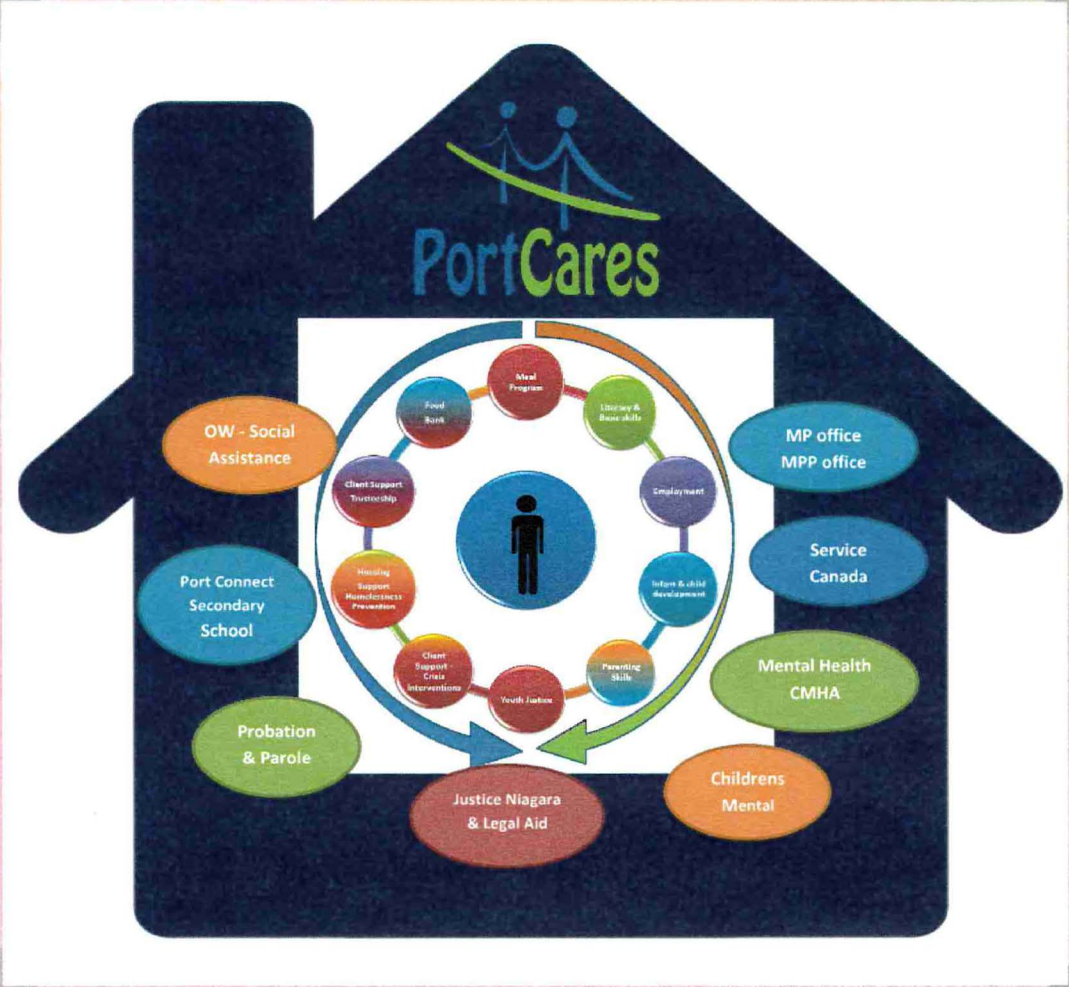 PortCares
Meal
Program
Literacy &
Basic skills
Employment
Infant & child
development
Parenting
Skills
Youth Justice
Client
Support -
Crisis
Interventions
Housing
Support
Homelessness
Prevention
Client Support
Trusteeship
Food
Bank
OW - Social
Assistance
Port Connect
Secondary
School
Probation
& Parole
Justice Niagara
& Legal Aid
Childrens
Mental
Mental Health
CMHA
Service
Canada
MP office
MPP office